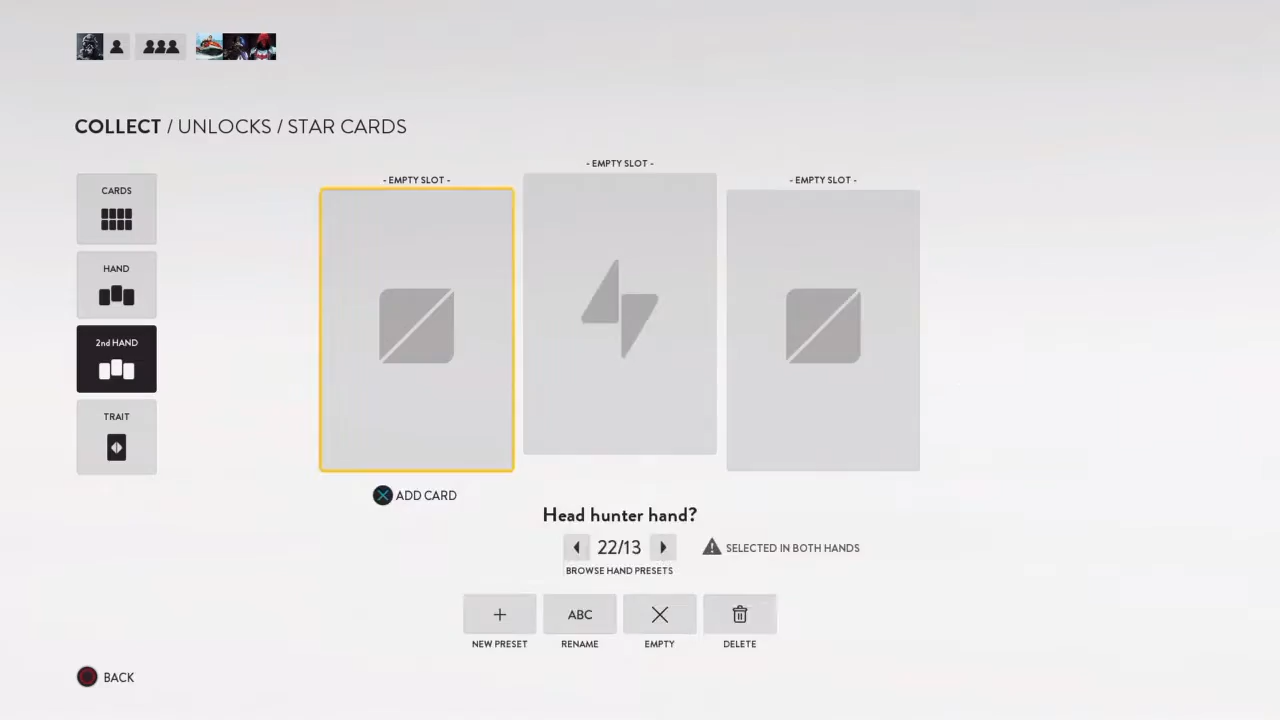 COLLECT / UNLOCKS / STAR CARDS
CARDS
HAND
2nd HAND
TRAIT
- EMPTY SLOT -
- EMPTY SLOT -
- EMPTY SLOT -
ADD CARD
Head hunter hand?
22/13
BROWSE HAND PRESETS
SELECTED IN BOTH HANDS
ABC
NEW PRESET
RENAME
EMPTY
DELETE
BACK